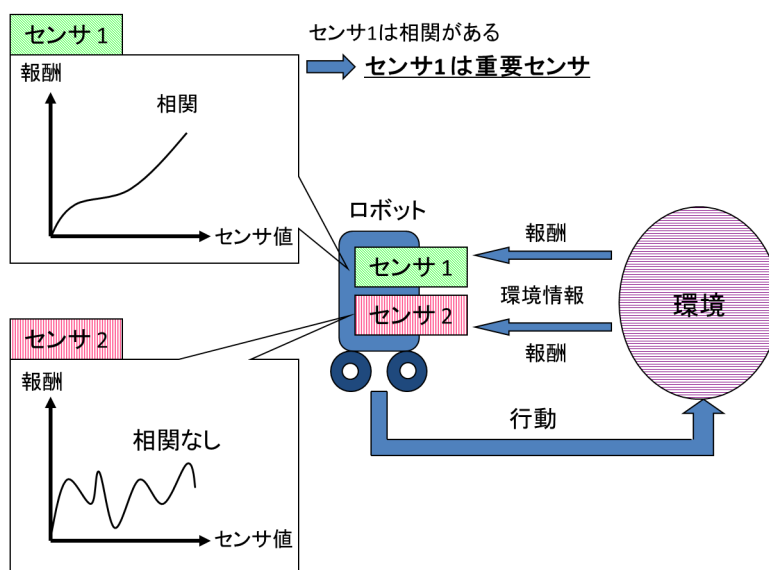 センサ1
報酬
相関
センサ値
センサ1は相関がある
センサ1は重要センサ
ロボット
センサ1
センサ2
報酬
環境情報
報酬
環境
行動
センサ2
報酬
相関なし
センサ値